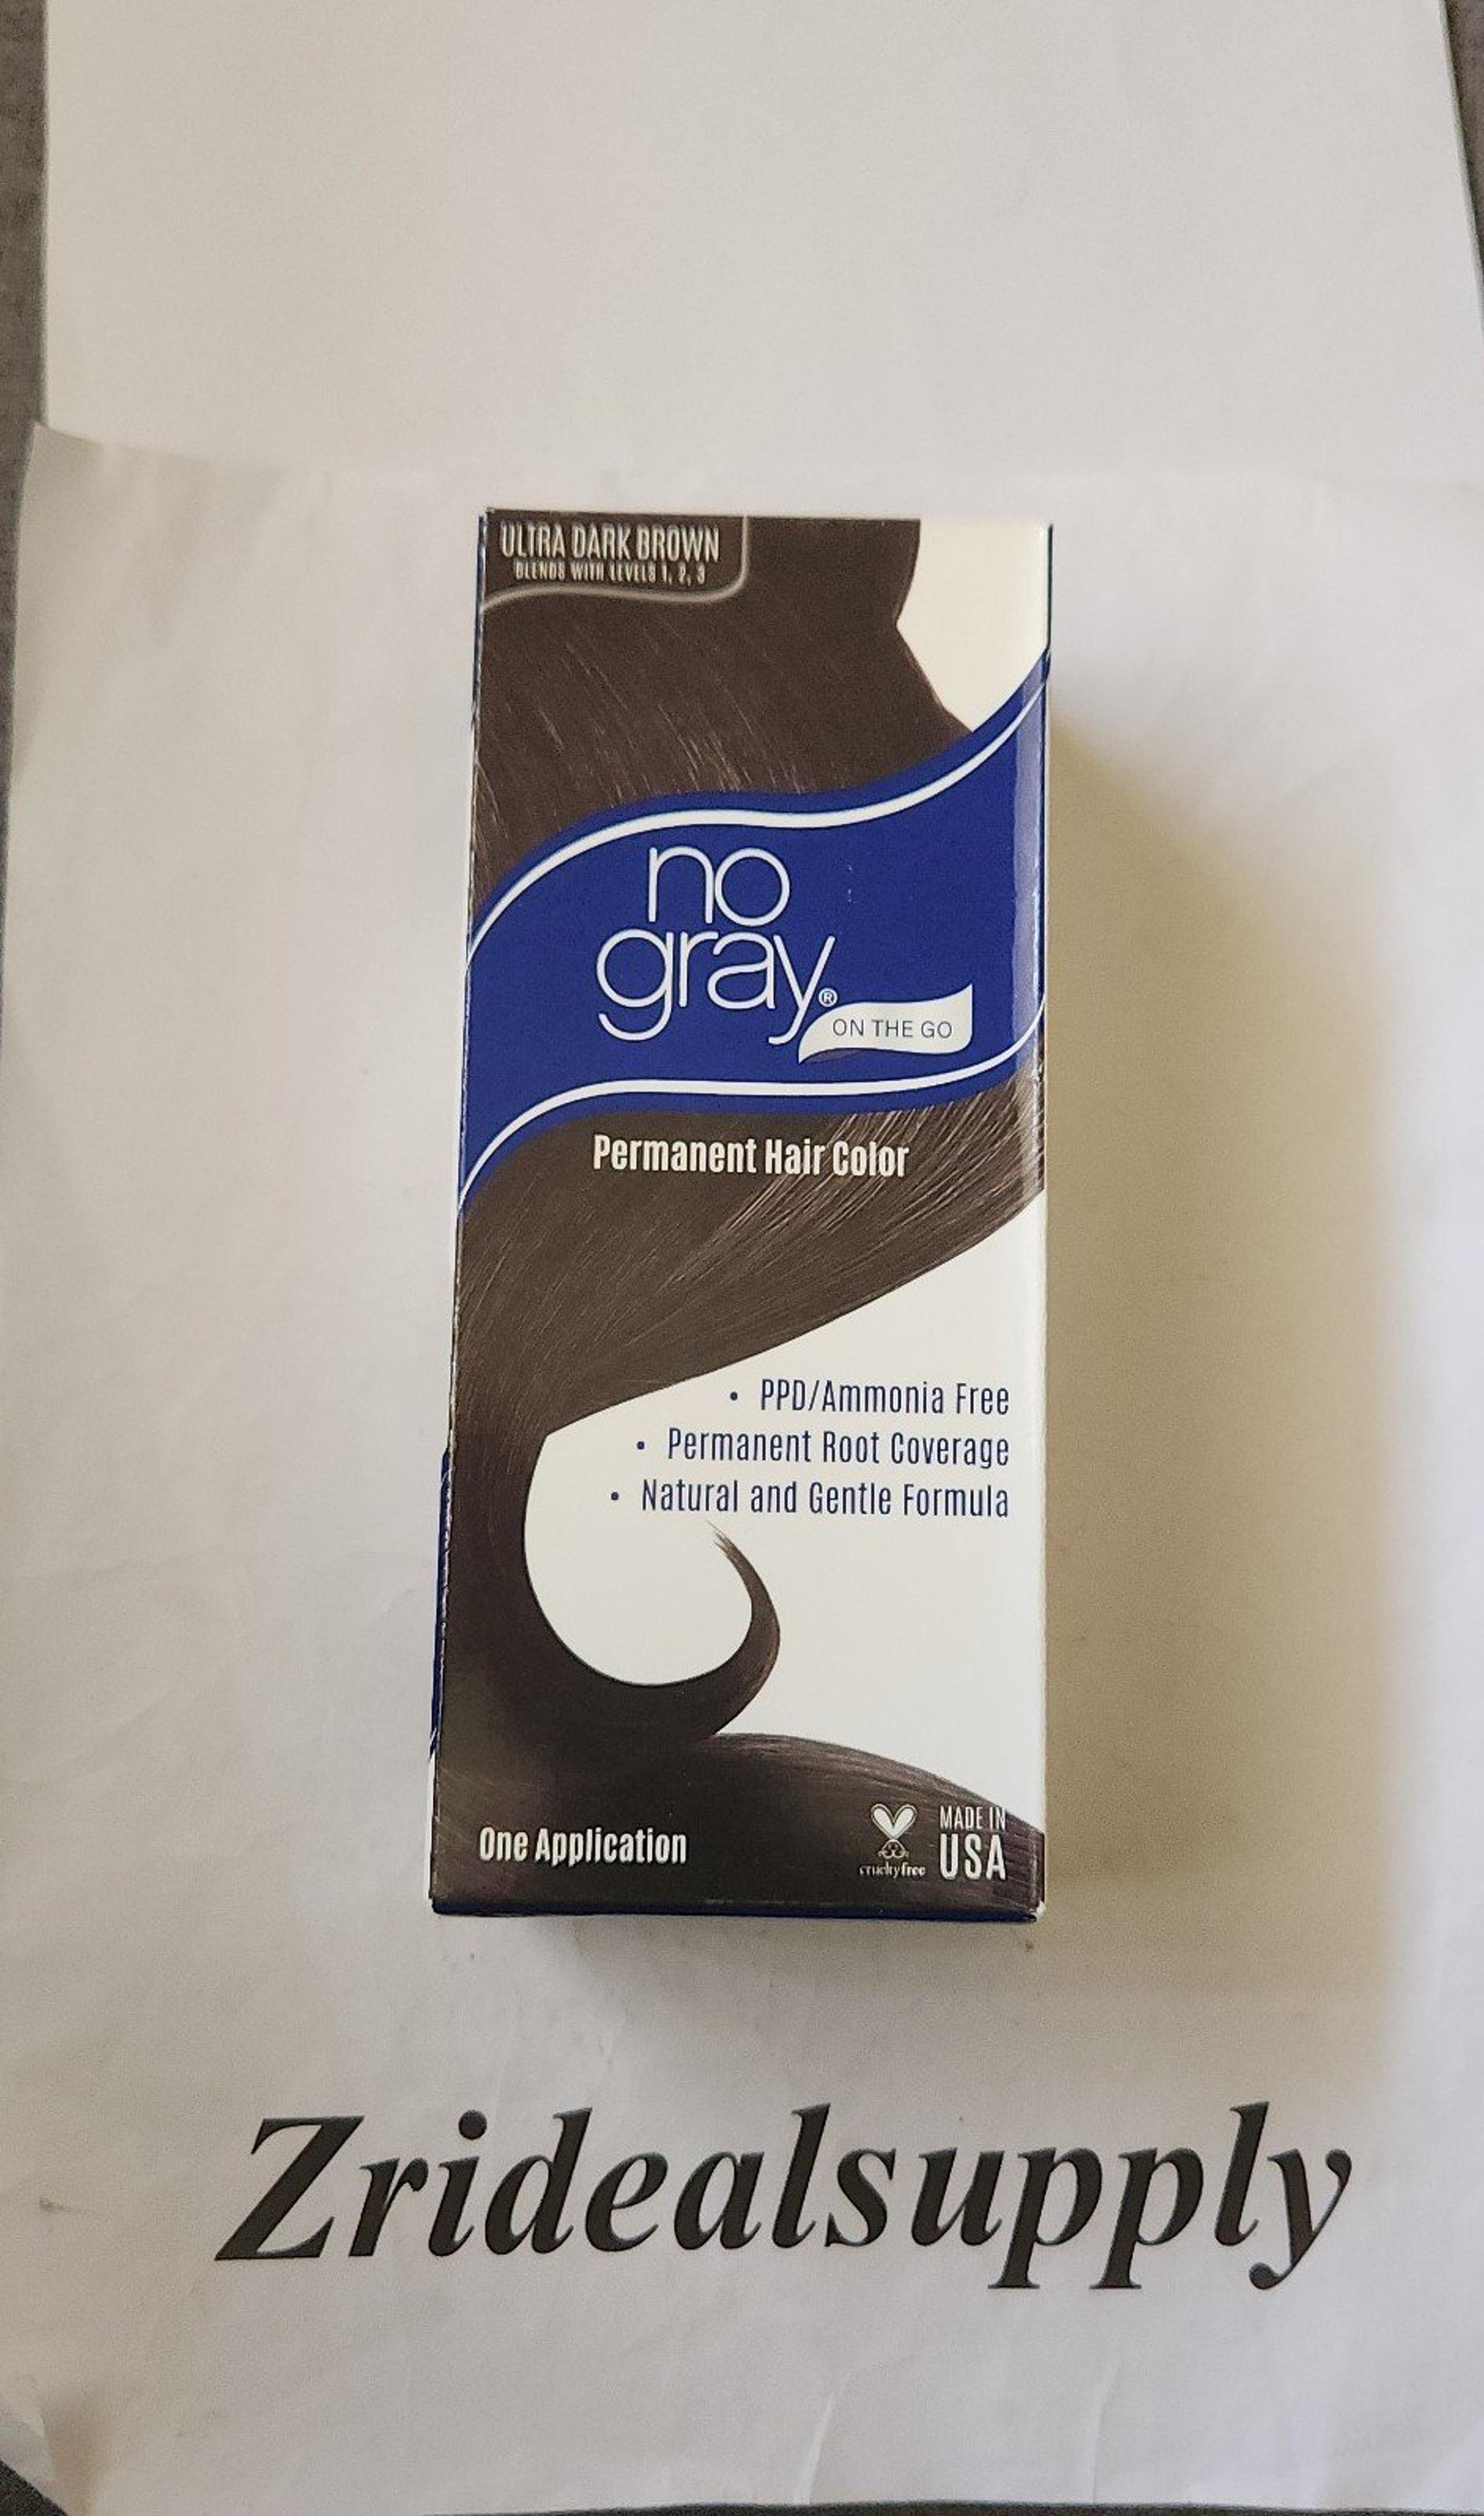 ULTRA DARK BROWN
BLENDS WITH LEVELS 1, 2, 3
no
gray®
ON THE GO
Permanent Hair Color
• PPD/Ammonia Free
• Permanent Root Coverage
• Natural and Gentle Formula
One Application
crueltyfree
MADE IN
USA
Zridealsupply